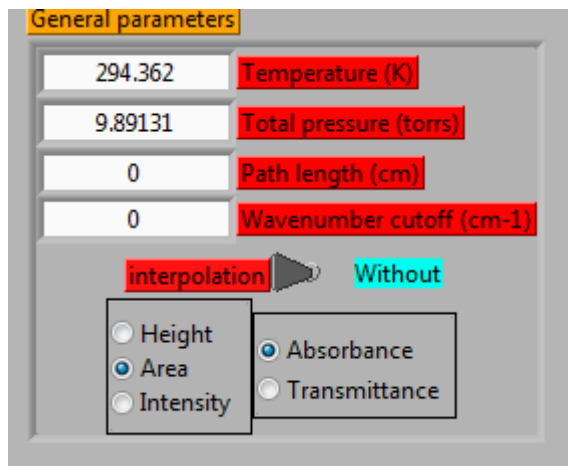 General parameters
294.362 Temperature (K)
9.89131 Total pressure (torrs)
0 Path length (cm)
0 Wavenumber cutoff (cm-1)
interpolation Without
Height
Area
Intensity
Absorbance
Transmittance